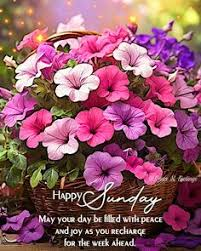 Happy Sunday
May your day be filled with peace
and joy as you recharge
for the week ahead.